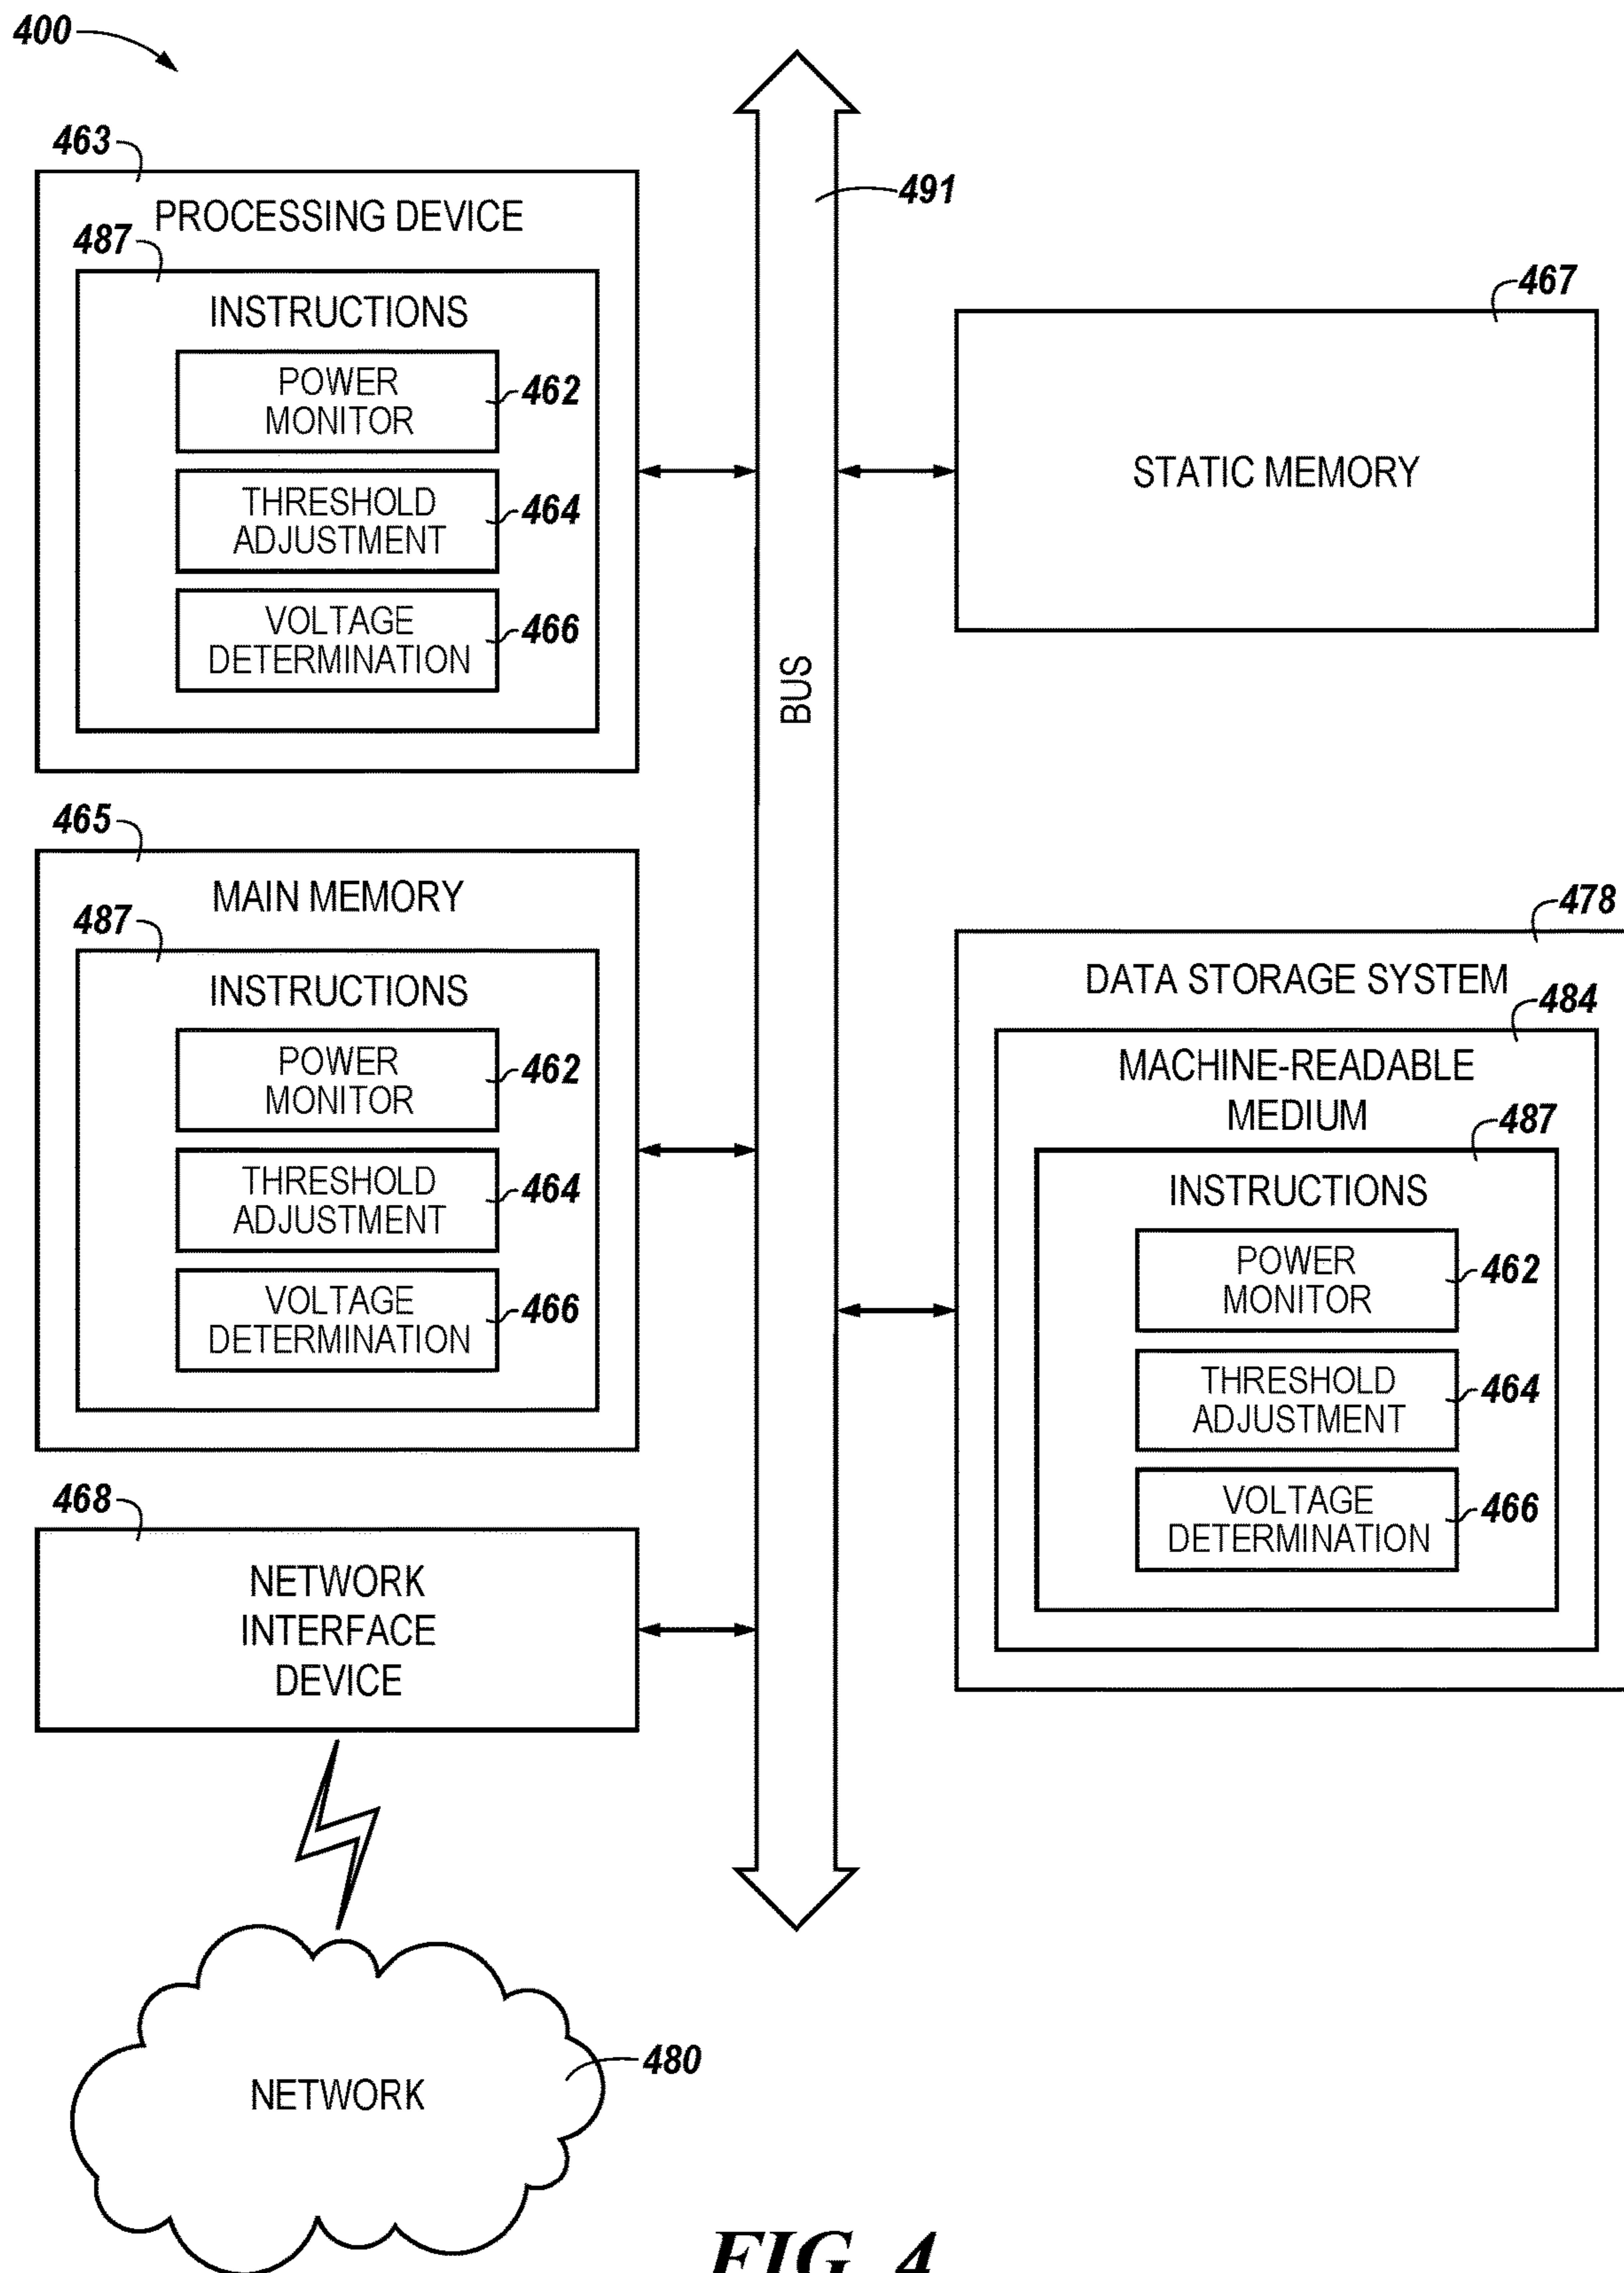 400
463
PROCESSING DEVICE
487
INSTRUCTIONS
POWER
MONITOR
462
THRESHOLD
ADJUSTMENT
464
VOLTAGE
DETERMINATION
466
491
BUS
467
STATIC MEMORY
465
MAIN MEMORY
487
INSTRUCTIONS
POWER
MONITOR
462
THRESHOLD
ADJUSTMENT
464
VOLTAGE
DETERMINATION
466
478
DATA STORAGE SYSTEM
484
MACHINE-READABLE
MEDIUM
487
INSTRUCTIONS
POWER
MONITOR
462
THRESHOLD
ADJUSTMENT
464
VOLTAGE
DETERMINATION
466
468
NETWORK
INTERFACE
DEVICE
NETWORK
480
FIG. 4